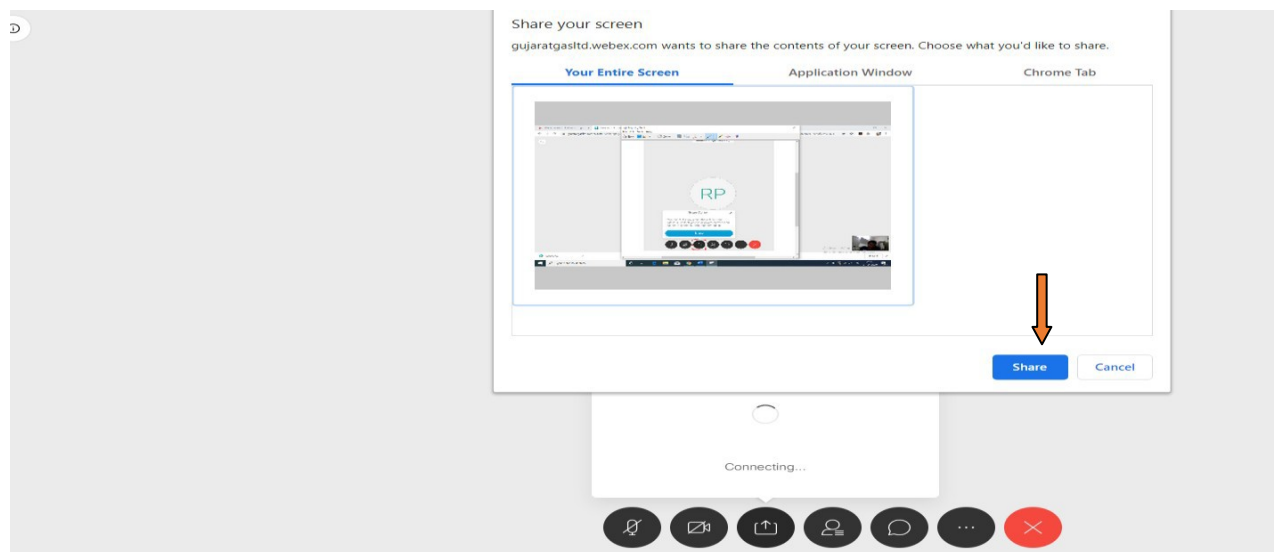 Share your screen
gujaratgasltd.webex.com wants to share the contents of your screen. Choose what you'd like to share.
Your Entire Screen
Application Window
Chrome Tab
RP
Share
Cancel
Connecting...